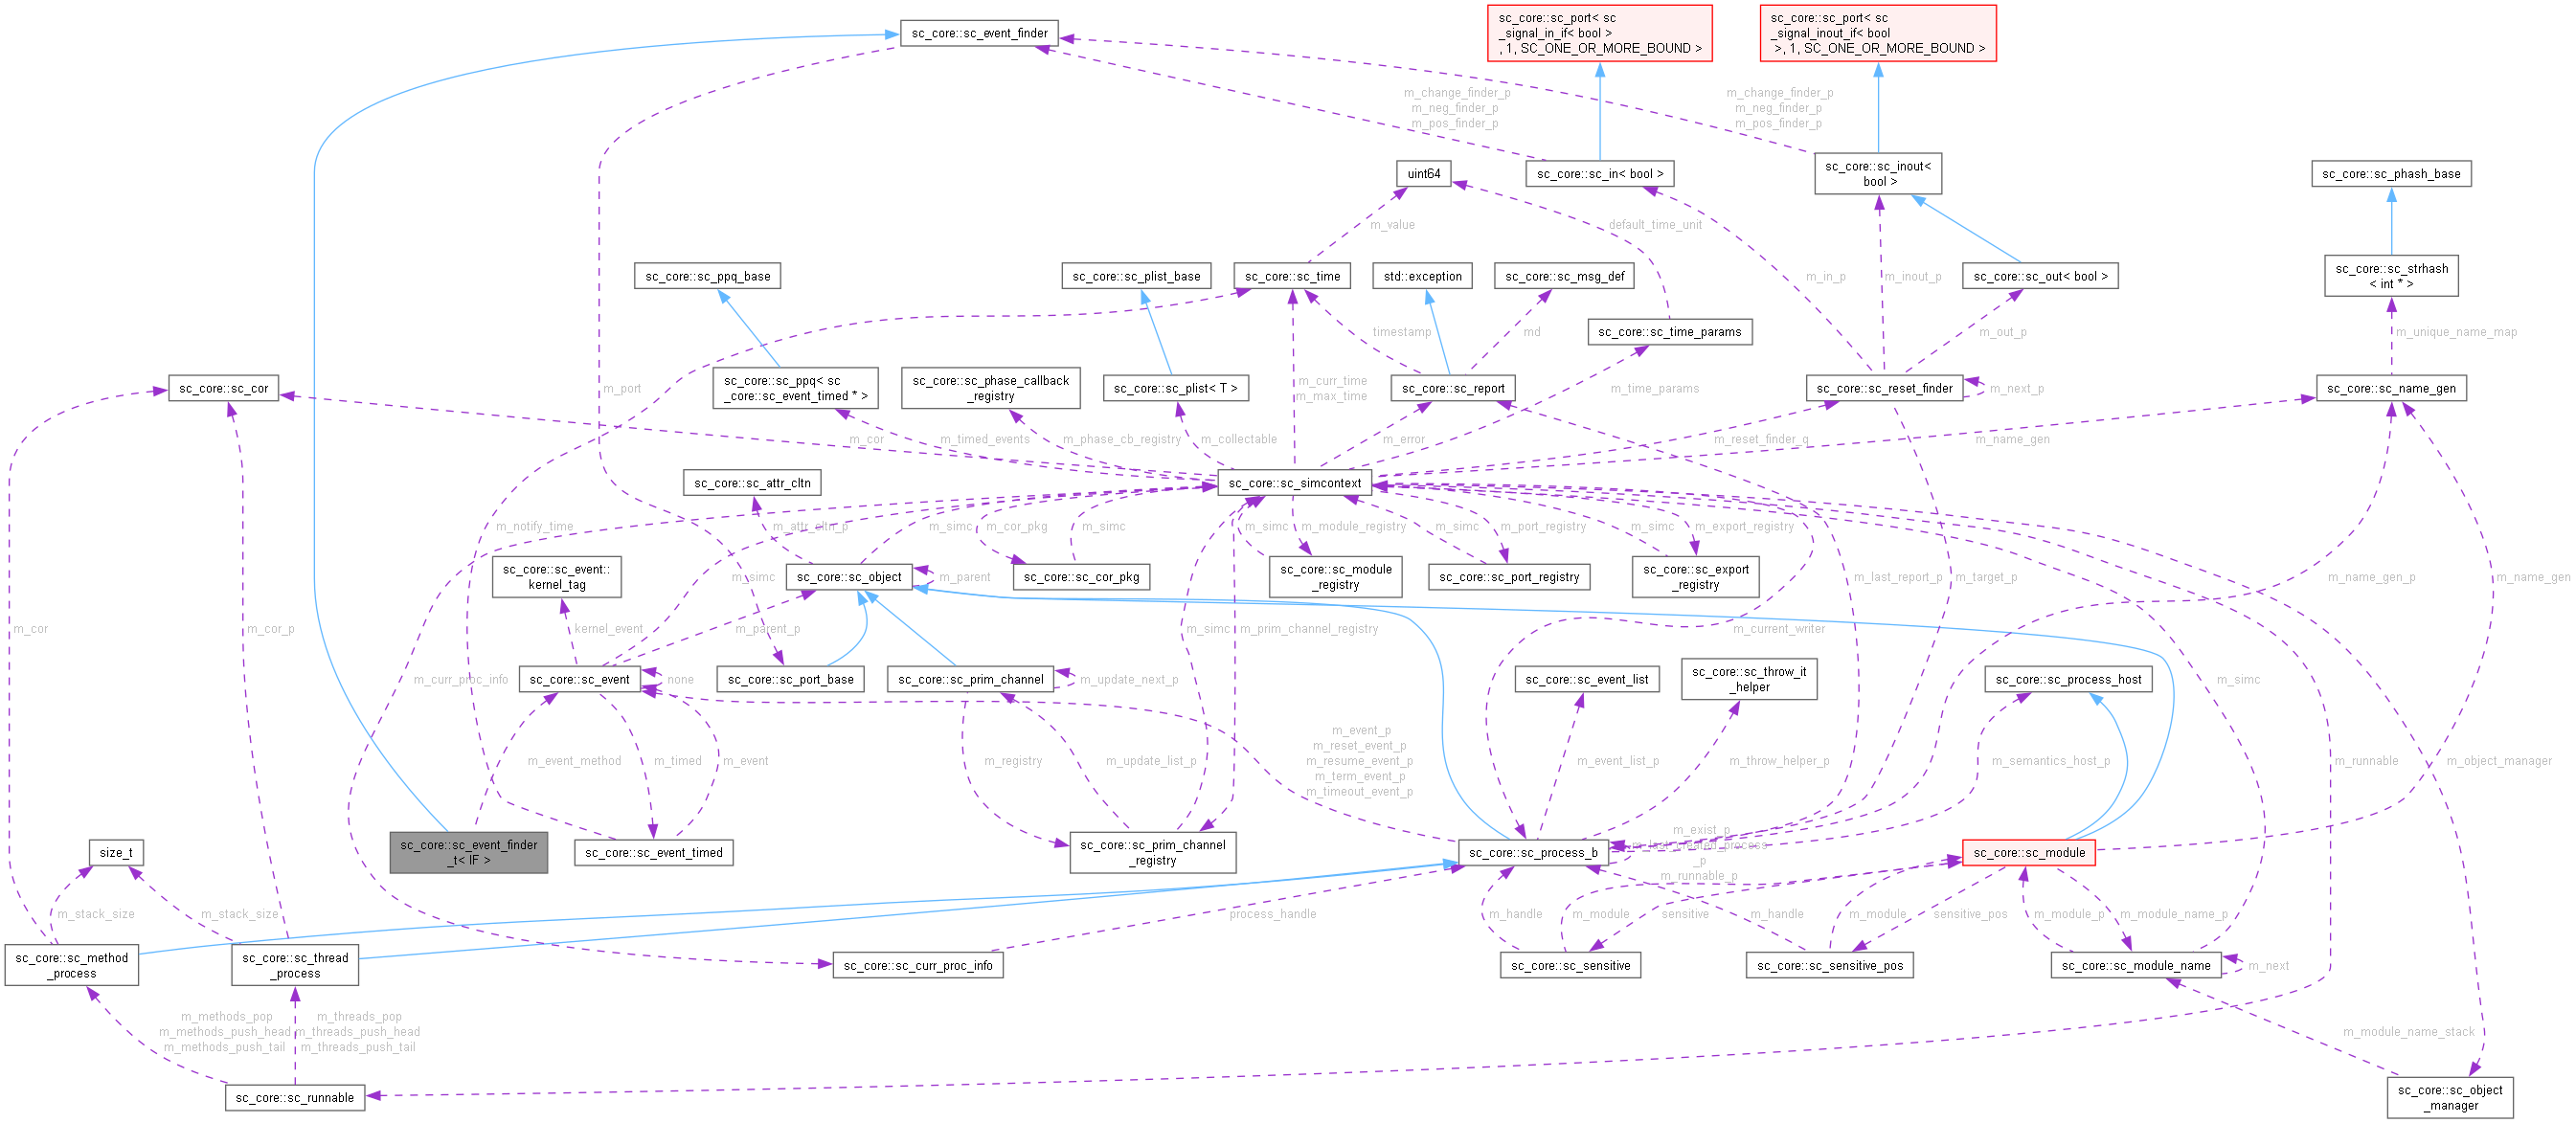 sc_core::sc_port< sc
_signal_in_if< bool >
, 1, SC_ONE_OR_MORE_BOUND >
sc_core::sc_port< sc
_signal_inout_if< bool
>, 1, SC_ONE_OR_MORE_BOUND >
sc_core::sc_event_finder
m_change_finder_p
m_neg_finder_p
m_pos_finder_p
m_change_finder_p
m_neg_finder_p
m_pos_finder_p
uint64
sc_core::sc_in< bool >
sc_core::sc_inout<
bool >
sc_core::sc_phash_base
m_value
default_time_unit
sc_core::sc_ppq_base
sc_core::sc_plist_base
sc_core::sc_time
std::exception
sc_core::sc_msg_def
m_in_p
m_inout_p
sc_core::sc_out< bool >
sc_core::sc_strhash
< int * >
timestamp
md
sc_core::sc_time_params
m_out_p
m_unique_name_map
sc_core::sc_cor
m_port
sc_core::sc_ppq< sc
_core::sc_event_timed * >
sc_core::sc_phase_callback
_registry
sc_core::sc_plist< T >
m_curr_time
m_max_time
sc_core::sc_report
m_time_params
sc_core::sc_reset_finder
m_next_p
sc_core::sc_name_gen
m_cor
m_timed_events
m_phase_cb_registry
m_collectable
m_error
m_reset_finder_q
m_name_gen
sc_core::sc_attr_cltn
sc_core::sc_simcontext
m_notify_time
m_attr_cltn_p
m_simc
m_cor_pkg
m_simc
m_simc
m_module_registry
m_simc
m_port_registry
m_simc
m_export_registry
sc_core::sc_event::
kernel_tag
m_simc
sc_core::sc_object
m_parent
sc_core::sc_cor_pkg
sc_core::sc_module
_registry
sc_core::sc_port_registry
sc_core::sc_export
_registry
m_last_report_p
m_target_p
m_name_gen_p
m_name_gen
m_cor
m_cor_p
kernel_event
m_parent_p
m_simc
m_prim_channel_registry
m_current_writer
m_curr_proc_info
sc_core::sc_event
none
sc_core::sc_port_base
sc_core::sc_prim_channel
m_update_next_p
sc_core::sc_event_list
sc_core::sc_throw_it
_helper
sc_core::sc_process_host
m_simc
m_event_method
m_timed
m_event
m_registry
m_update_list_p
m_event_p
m_reset_event_p
m_resume_event_p
m_term_event_p
m_timeout_event_p
m_event_list_p
m_throw_helper_p
m_semantics_host_p
m_runnable
m_object_manager
size_t
sc_core::sc_event_finder
_t< IF >
sc_core::sc_event_timed
sc_core::sc_prim_channel
_registry
sc_core::sc_process_b
m_exist_p
m_last_created_process
_p
m_runnable_p
sc_core::sc_module
m_stack_size
m_stack_size
process_handle
m_handle
m_module
sensitive
m_handle
m_module
sensitive_pos
m_module_p
m_module_name_p
sc_core::sc_method
_process
sc_core::sc_thread
_process
sc_core::sc_curr_proc_info
sc_core::sc_sensitive
sc_core::sc_sensitive_pos
sc_core::sc_module_name
m_next
m_methods_pop
m_methods_push_head
m_methods_push_tail
m_threads_pop
m_threads_push_head
m_threads_push_tail
m_module_name_stack
sc_core::sc_runnable
sc_core::sc_object
_manager